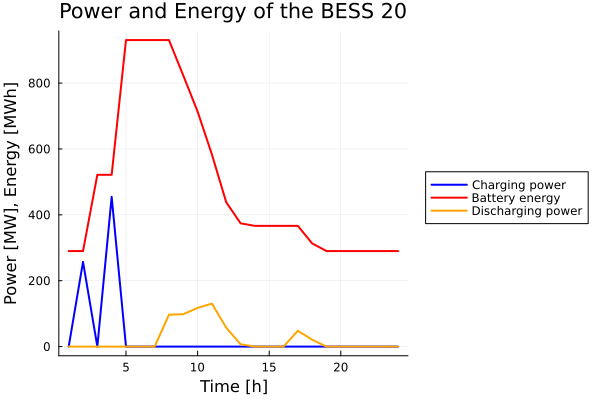 Power and Energy of the BESS 20
Power [MW], Energy [MWh]
800
600
400
200
0
5
10
15
20
Time [h]
Charging power
Battery energy
Discharging power